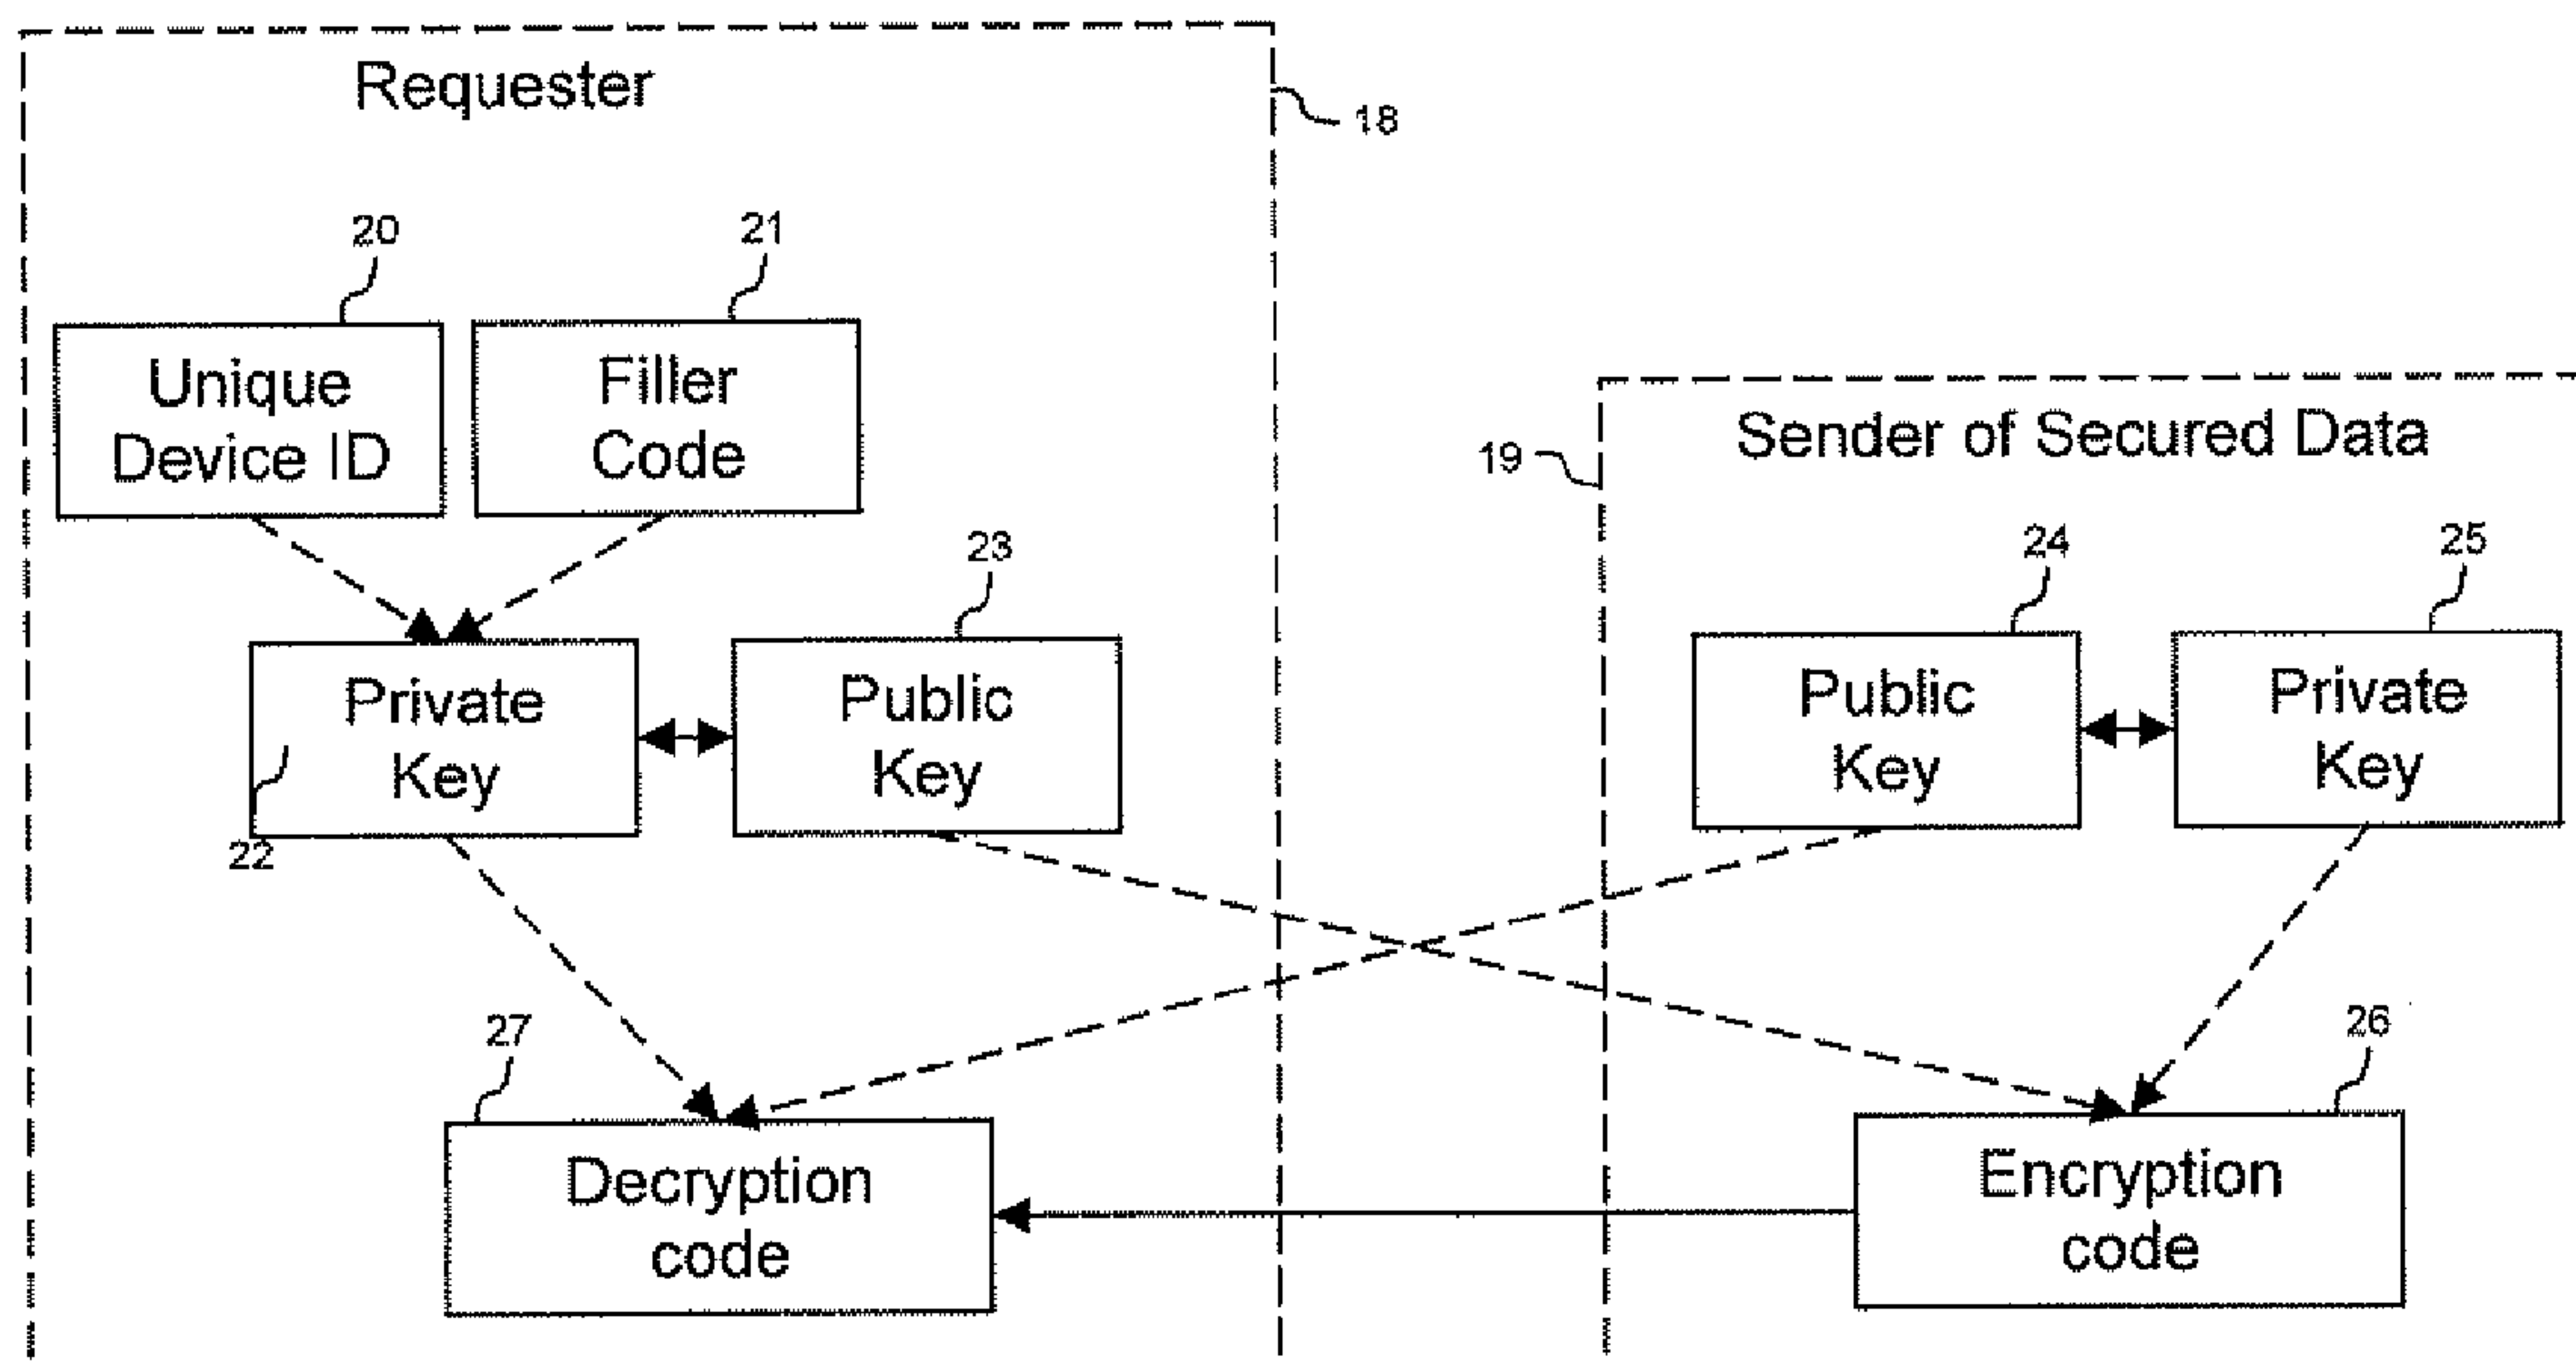 Requester
18
20
21
Unique
Device ID
Filler
Code
19
Sender of Secured Data
23
24
25
Private
Key
22
Public
Key
Public
Key
Private
Key
27
26
Decryption
code
Encryption
code